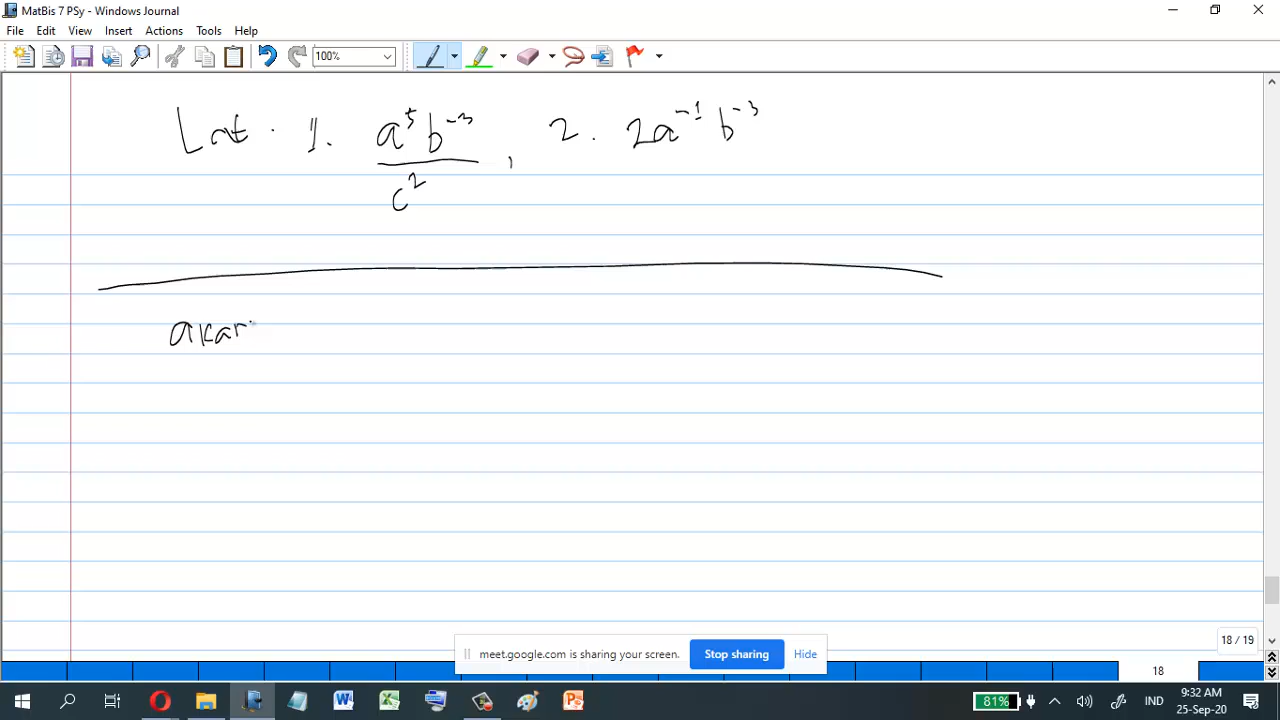 MatBis 7 PSy - Windows Journal
File Edit View Insert Actions Tools Help
100%
Lat. 1. a⁵b⁻³ / c² , 2. 2a⁻¹ b⁻³
akar
18 / 19
meet.google.com is sharing your screen. Stop sharing Hide
18
81% IND 9:32 AM
25-Sep-20